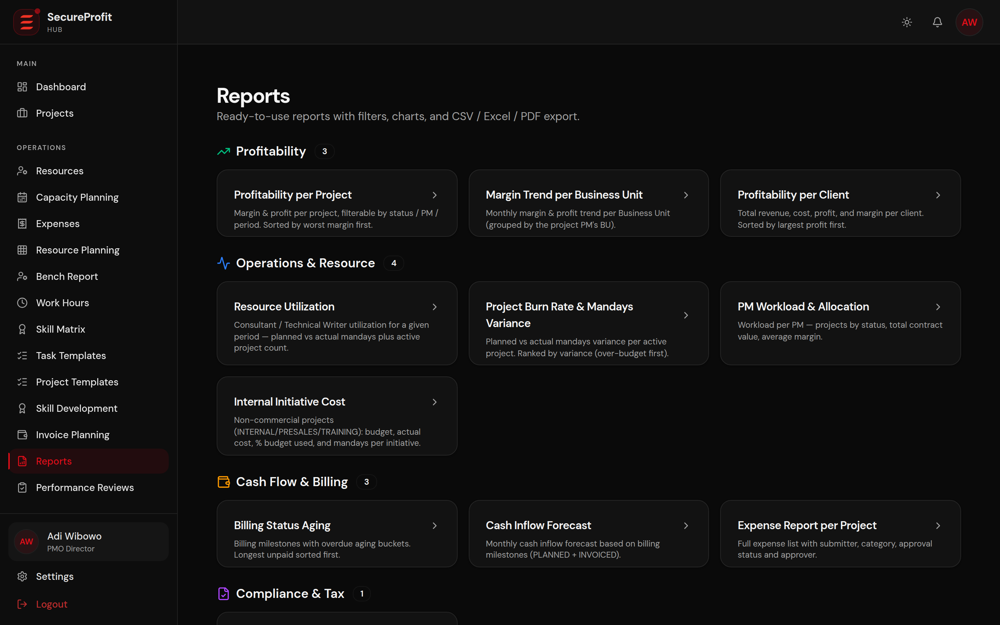 SecureProfit
HUB
AW
MAIN
Dashboard
Projects
OPERATIONS
Resources
Capacity Planning
Expenses
Resource Planning
Bench Report
Work Hours
Skill Matrix
Task Templates
Project Templates
Skill Development
Invoice Planning
Reports
Performance Reviews
AW
Adi Wibowo
PMO Director
Settings
Logout
Reports
Ready-to-use reports with filters, charts, and CSV / Excel / PDF export.
Profitability 3
Profitability per Project
Margin & profit per project, filterable by status / PM /
period. Sorted by worst margin first.
Margin Trend per Business Unit
Monthly margin & profit trend per Business Unit
(grouped by the project PM's BU).
Profitability per Client
Total revenue, cost, profit, and margin per client.
Sorted by largest profit first.
Operations & Resource 4
Resource Utilization
Consultant / Technical Writer utilization for a given
period — planned vs actual mandays plus active
project count.
Project Burn Rate & Mandays
Variance
Planned vs actual mandays variance per active
project. Ranked by variance (over-budget first).
PM Workload & Allocation
Workload per PM — projects by status, total contract
value, average margin.
Internal Initiative Cost
Non-commercial projects
(INTERNAL/PRESALES/TRAINING): budget, actual
cost, % budget used, and mandays per initiative.
Cash Flow & Billing 3
Billing Status Aging
Billing milestones with overdue aging buckets.
Longest unpaid sorted first.
Cash Inflow Forecast
Monthly cash inflow forecast based on billing
milestones (PLANNED + INVOICED).
Expense Report per Project
Full expense list with submitter, category, approval
status and approver.
Compliance & Tax 1